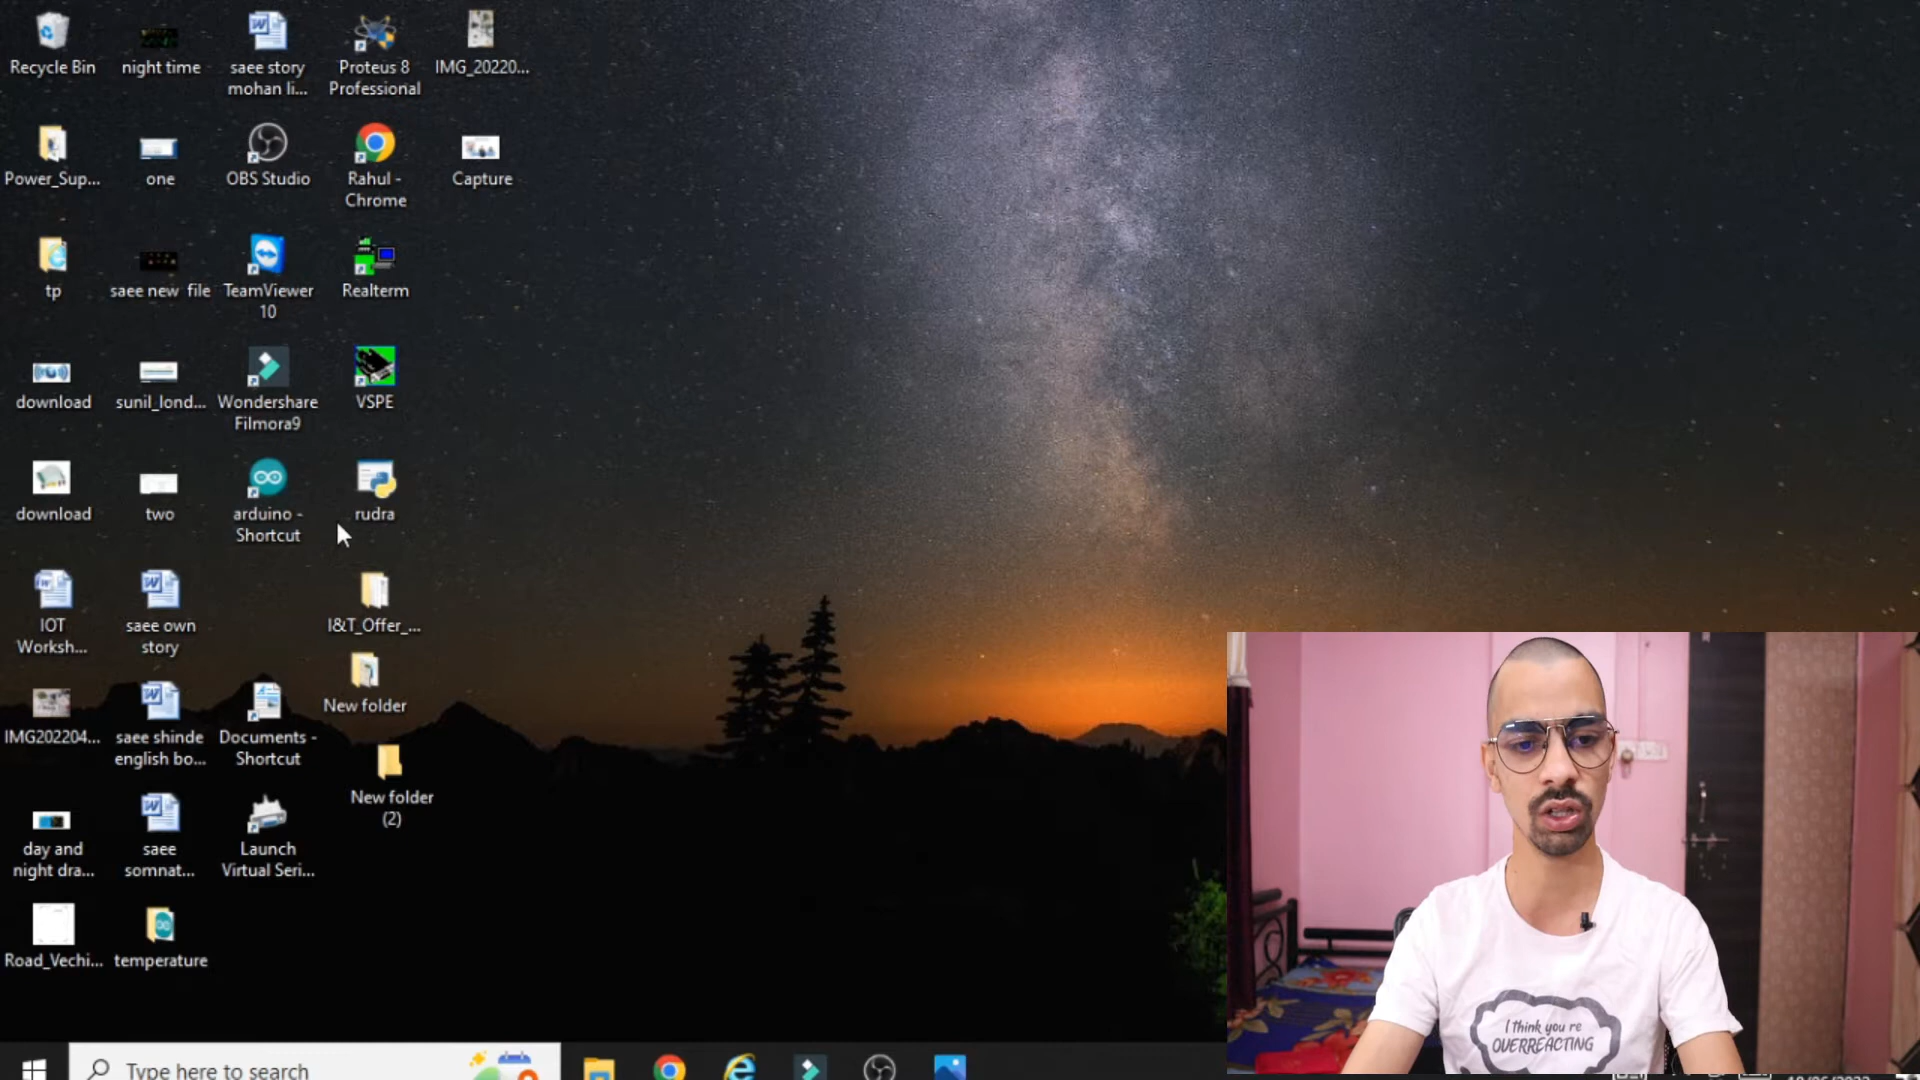 Recycle Bin
night time
saee story
mohan li...
Proteus 8
Professional
IMG_20220...
Power_Sup...
one
OBS Studio
Rahul -
Chrome
Capture
tp
saee new file
TeamViewer
10
Realterm
download
sunil_lond...
Wondershare
Filmora9
VSPE
download
two
arduino -
Shortcut
rudra
IOT
Worksh...
saee own
story
I&T_Offer_...
New folder
IMG202204...
saee shinde
english bo...
Documents -
Shortcut
New folder
(2)
day and
night dra...
saee
somnat...
Launch
Virtual Seri...
Road_Vechi...
temperature
Type here to search
I think you re
OVERREACTING